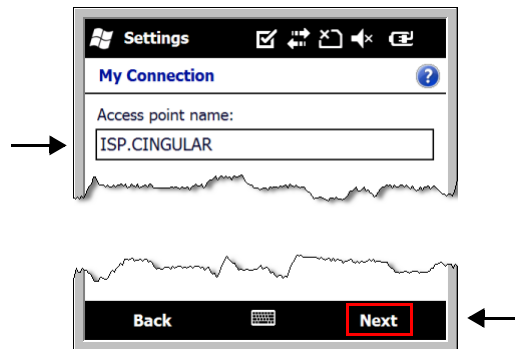 Settings
My Connection
Access point name:
ISP.CINGULAR
Back Next